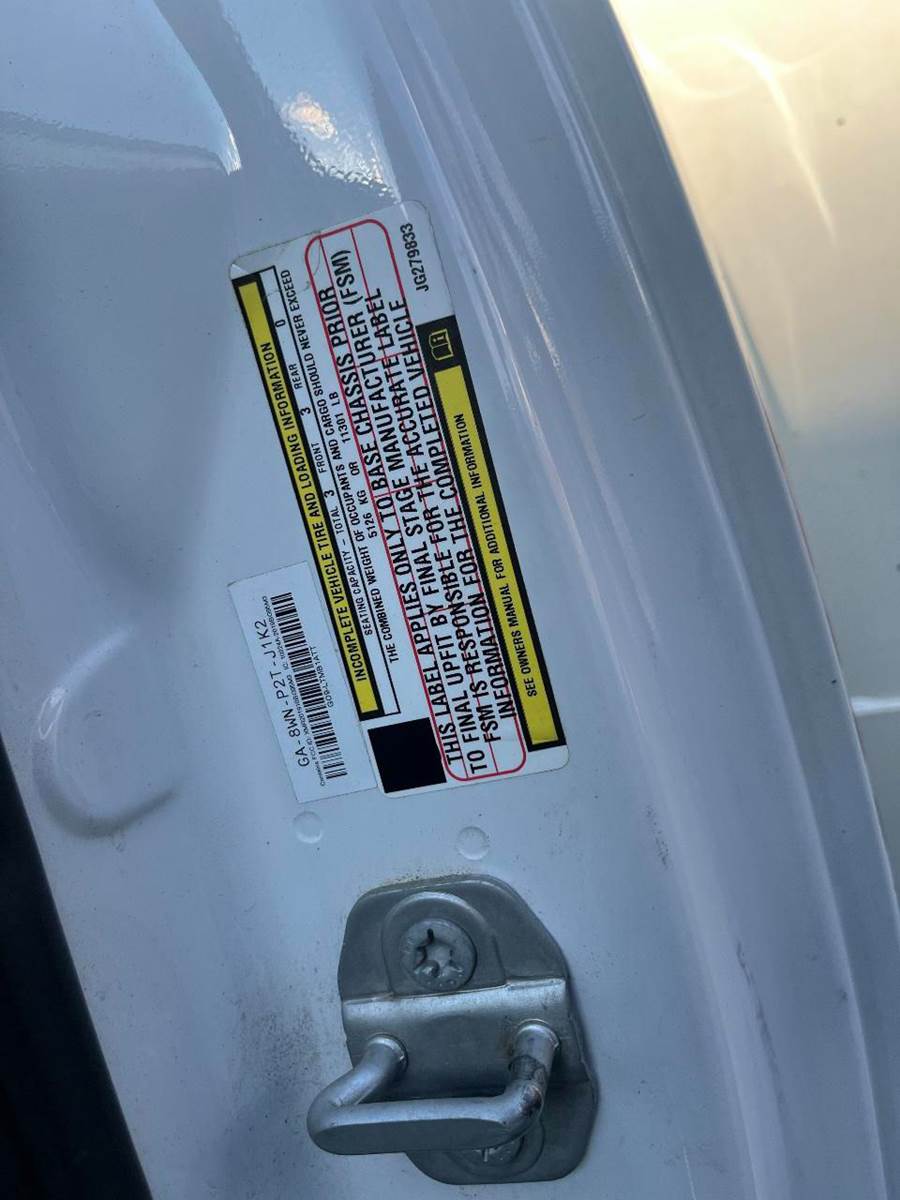 JG279833
INCOMPLETE VEHICLE TIRE AND LOADING INFORMATION
SEATING CAPACITY - TOTAL 3 FRONT 3 REAR 0
THE COMBINED WEIGHT OF OCCUPANTS AND CARGO SHOULD NEVER EXCEED
5126 KG OR 11301 LB
THIS LABEL APPLIES ONLY TO BASE CHASSIS PRIOR
TO FINAL UPFIT BY FINAL STAGE MANUFACTURER (FSM)
FSM IS RESPONSIBLE FOR THE ACCURATE LABEL
INFORMATION FOR THE COMPLETED VEHICLE
SEE OWNERS MANUAL FOR ADDITIONAL INFORMATION
GA-8WN-P2T-J1K2